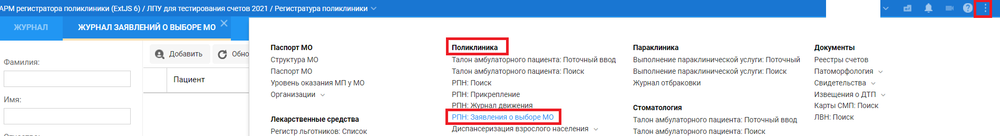 АРМ регистратора поликлиники (ExtJS 6) / ЛПУ для тестирования счетов 2021 / Регистратура поликлиники
ЖУРНАЛ
ЖУРНАЛ ЗАЯВЛЕНИЙ О ВЫБОРЕ МО
Добавить
Обно
Фамилия:
Имя:
Пациент
Паспорт МО
Структура МО
Паспорт МО
Уровень оказания МП у МО
Организации
Лекарственные средства
Регистр льготников: Список
Поликлиника
Талон амбулаторного пациента: Поточный ввод
Талон амбулаторного пациента: Поиск
РПН: Поиск
РПН: Прикрепление
РПН: Журнал движения
РПН: Заявления о выборе МО
Диспансеризация взрослого населения
Параклиника
Выполнение параклинической услуги: Поточный
Выполнение параклинической услуги: Поиск
Журнал отбраковки
Стоматология
Талон амбулаторного пациента: Поточный ввод
Талон амбулаторного пациента: Поиск
Документы
Реестры счетов
Патоморфология
Свидетельства
Извещения о ДТП
Карты СМП: Поиск
ЛВН: Поиск